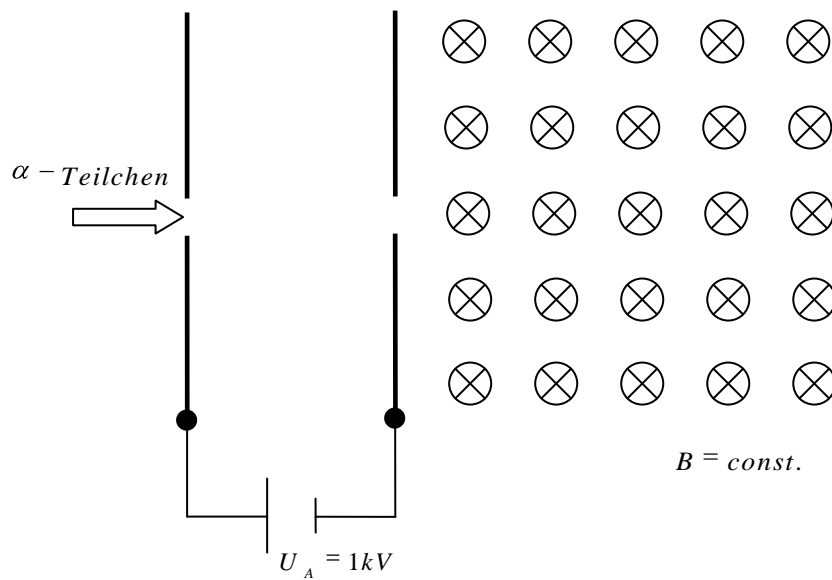 α – Teilchen
B = const.
U_A = 1kV